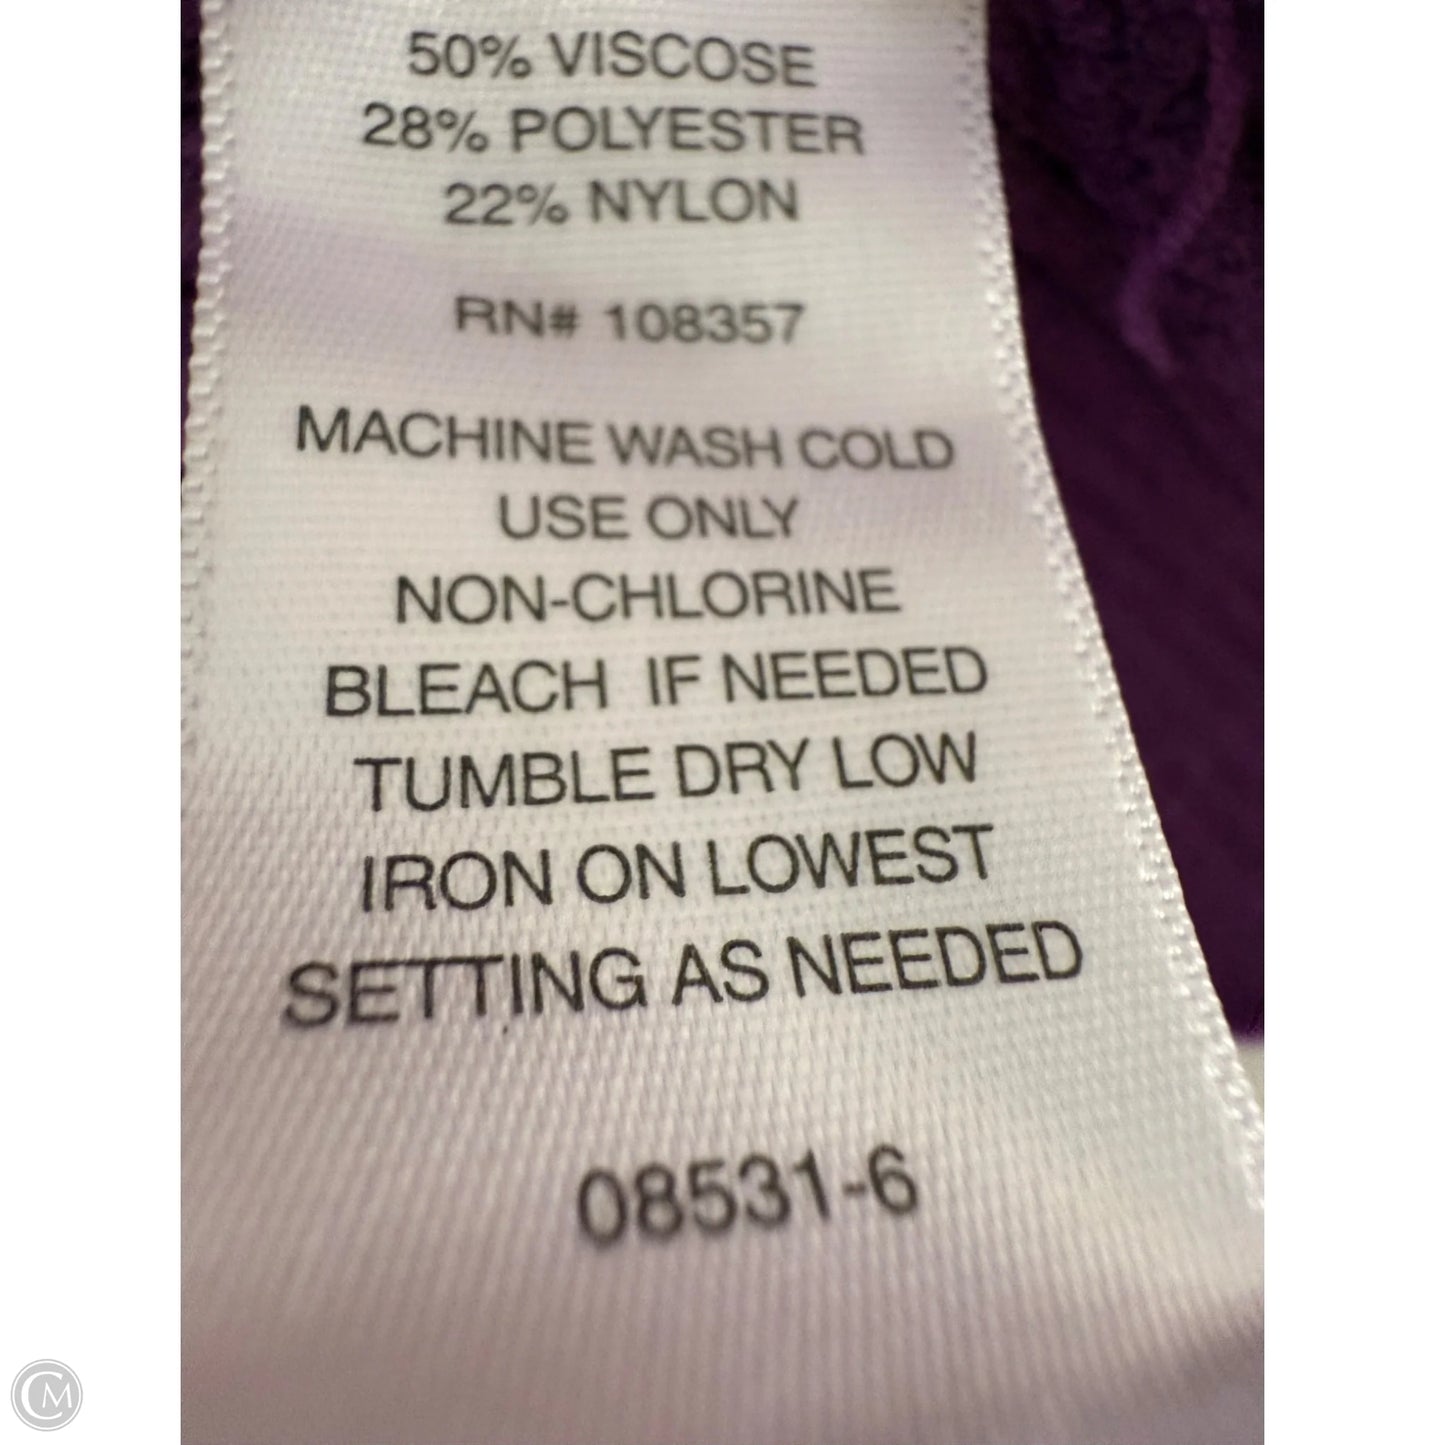 50% VISCOSE
28% POLYESTER
22% NYLON
RN# 108357
MACHINE WASH COLD
USE ONLY
NON-CHLORINE
BLEACH IF NEEDED
TUMBLE DRY LOW
IRON ON LOWEST
SETTING AS NEEDED
08531-6
CM